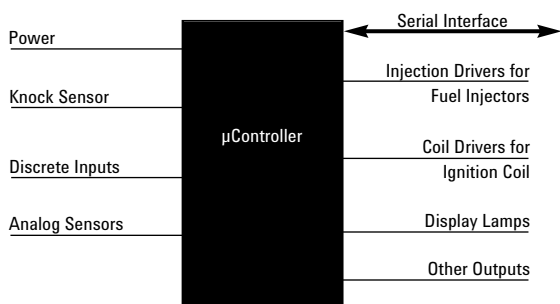 Power
Knock Sensor
Discrete Inputs
Analog Sensors
µController
Serial Interface
Injection Drivers for
Fuel Injectors
Coil Drivers for
Ignition Coil
Display Lamps
Other Outputs